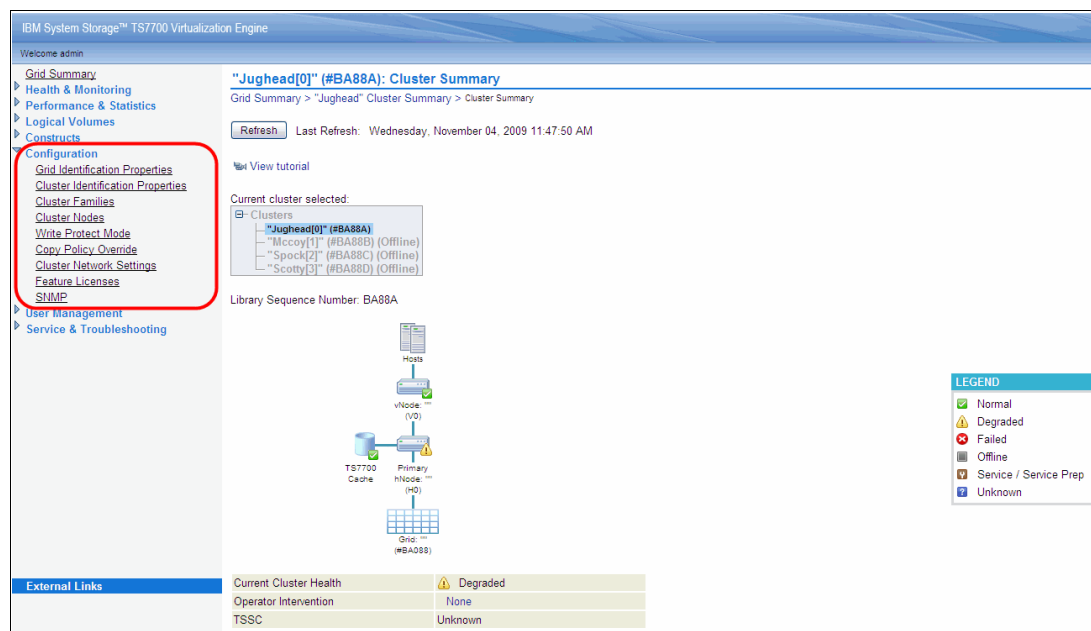 IBM System Storage™ TS7700 Virtualization Engine
Welcome admin
Grid Summary
Health & Monitoring
Performance & Statistics
Logical Volumes
Constructs
Configuration
Grid Identification Properties
Cluster Identification Properties
Cluster Families
Cluster Nodes
Write Protect Mode
Copy Policy Override
Cluster Network Settings
Feature Licenses
SNMP
User Management
Service & Troubleshooting
External Links
"Jughead[0]" (#BA88A): Cluster Summary
Grid Summary > "Jughead" Cluster Summary > Cluster Summary
Refresh Last Refresh: Wednesday, November 04, 2009 11:47:50 AM
View tutorial
Current cluster selected:
Clusters
"Jughead[0]" (#BA88A)
"Mccoy[1]" (#BA88B) (Offline)
"Spock[2]" (#BA88C) (Offline)
"Scotty[3]" (#BA88D) (Offline)
Library Sequence Number: BA88A
Hosts
vNode: ""
(V0)
TS7700
Cache
Primary
hNode: ""
(H0)
Grid: ""
(#BA088)
LEGEND
Normal
Degraded
Failed
Offline
Service / Service Prep
Unknown
Current Cluster Health Degraded
Operator Intervention None
TSSC Unknown